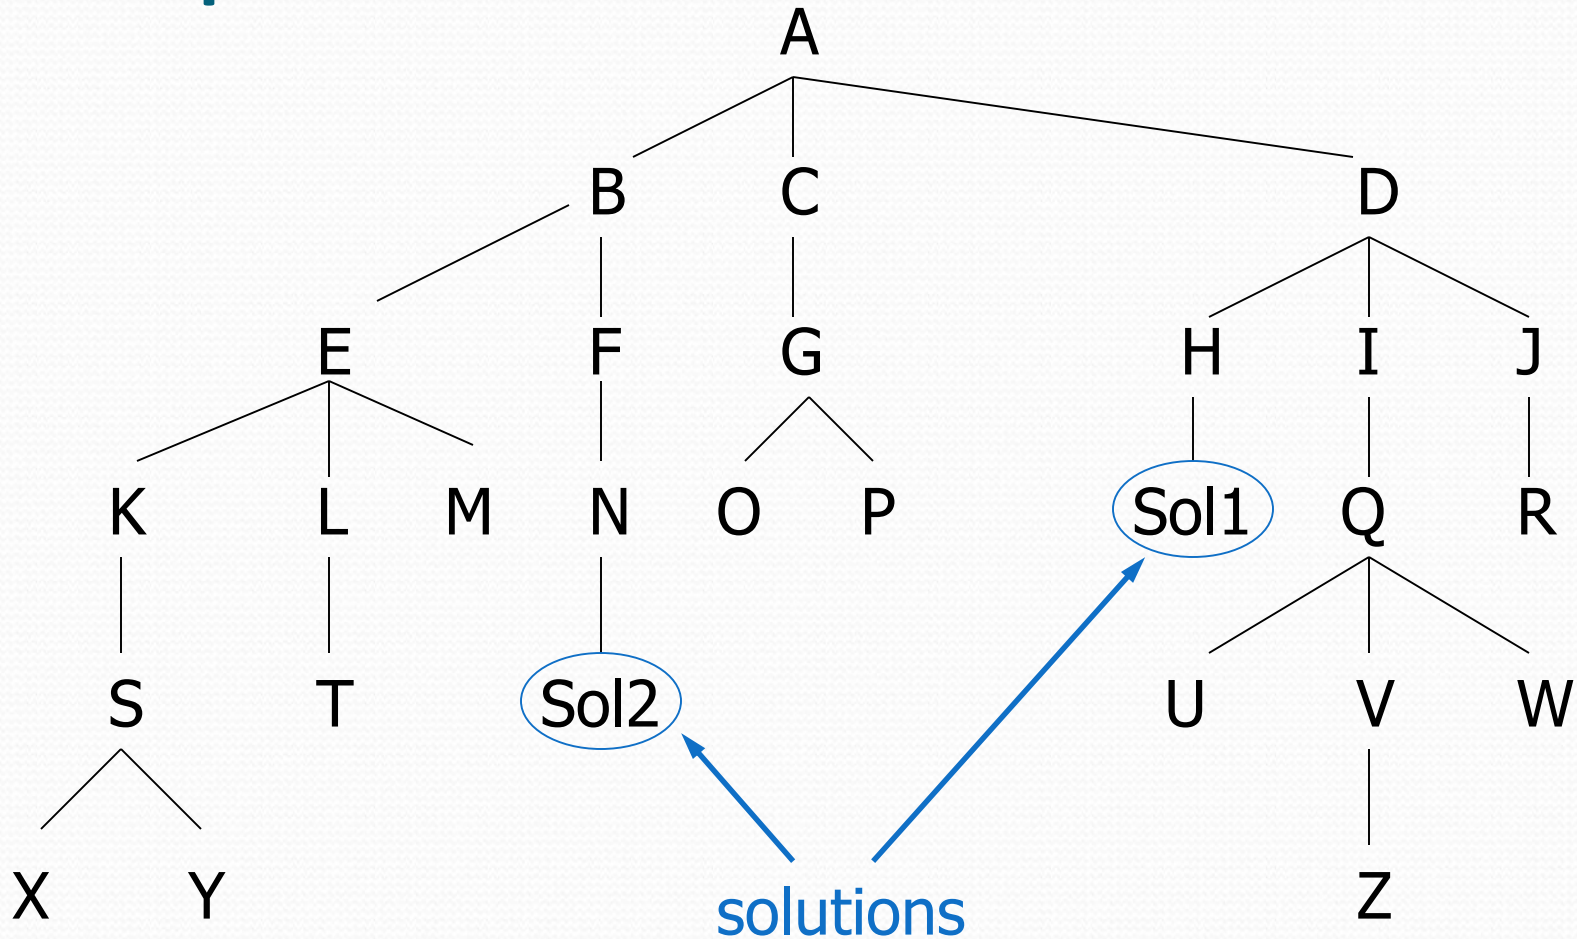 A
B C D
E F G H I J
K L M N O P Sol1 Q R
S T Sol2 U V W
X Y Z
solutions